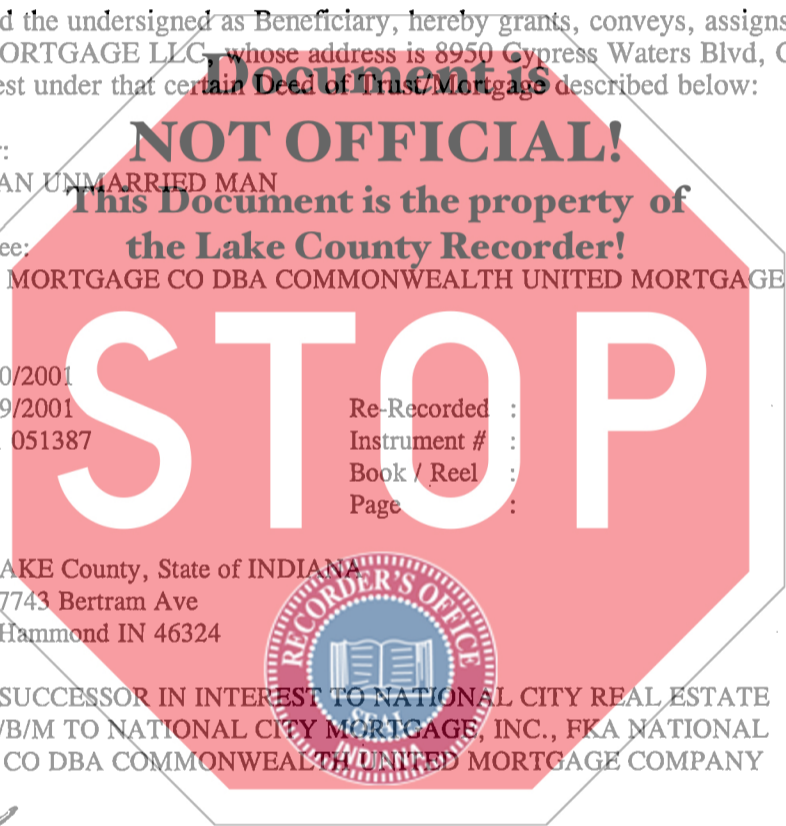 d the undersigned as Beneficiary, hereby grants, conveys, assigns
ORTGAGE LLC, whose address is 8950 Cypress Waters Blvd, C
est under that certain Deed of Trust/Mortgage described below:
Document is
NOT OFFICIAL!
:
AN UNMARRIED MAN
This Document is the property of
ee:
the Lake County Recorder!
MORTGAGE CO DBA COMMONWEALTH UNITED MORTGAGE
STOP
0/2001
9/2001 Re-Recorded :
051387 Instrument # :
Book / Reel :
Page :
AKE County, State of INDIANA
7743 Bertram Ave
Hammond IN 46324
RECORDER'S OFFICE
SEAL
INDIANA
SUCCESSOR IN INTEREST TO NATIONAL CITY REAL ESTATE
/B/M TO NATIONAL CITY MORTGAGE, INC., FKA NATIONAL
CO DBA COMMONWEALTH UNITED MORTGAGE COMPANY